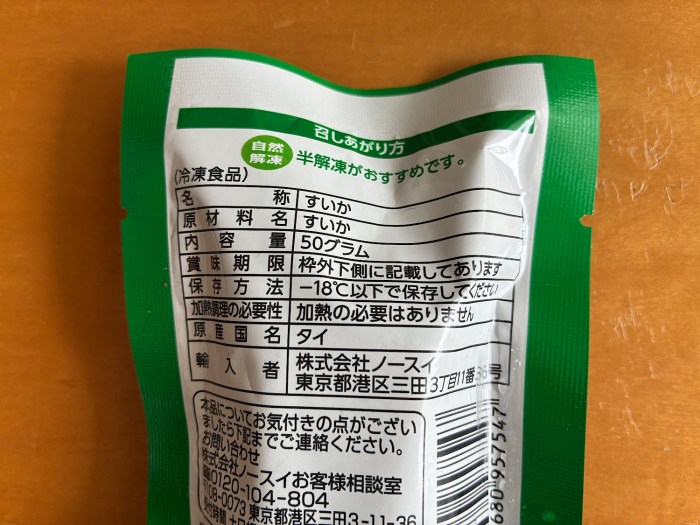 召しあがり方
自然解凍 半解凍がおすすめです。
(冷凍食品)
名称 すいか
原材料名 すいか
内容量 50グラム
賞味期限 枠外下側に記載してあります
保存方法 -18℃以下で保存してください
加熱調理の必要性 加熱の必要はありません
原産国名 タイ
輸入者 株式会社ノースイ
東京都港区三田3丁目11番36号
本品についてお気付きの点がござい
ましたら下記までご連絡ください。
お問い合わせ
株式会社ノースイお客様相談室
0120-104-804
108-0073 東京都港区三田3-11-36
680 957547